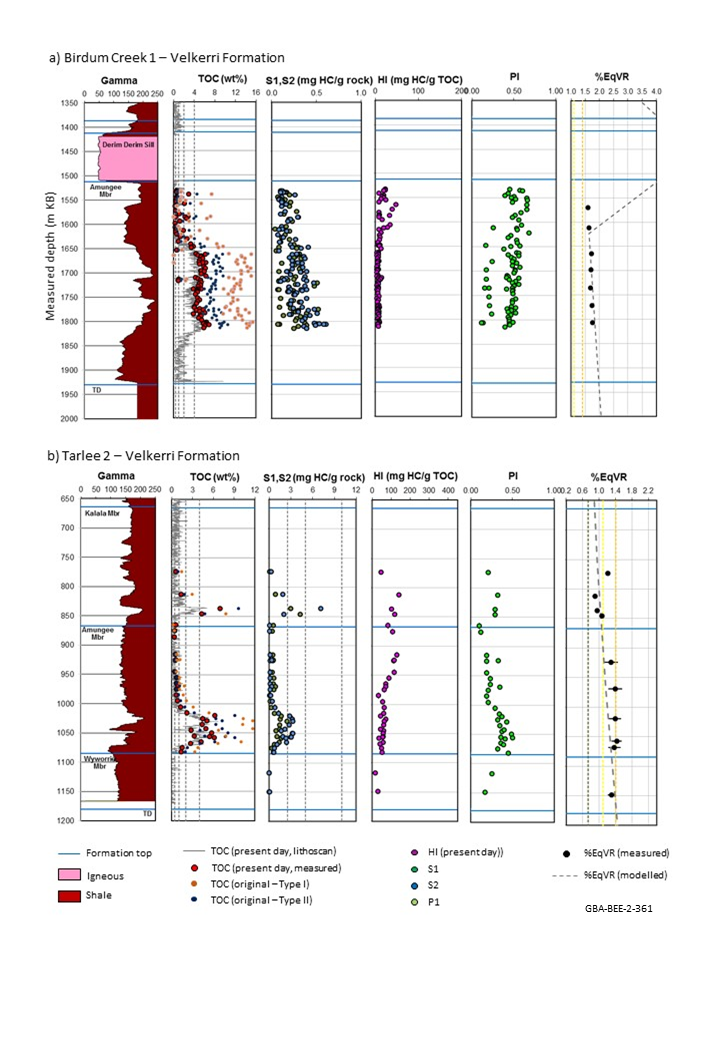 a) Birdum Creek 1 – Velkerri Formation
Gamma TOC (wt%) S1,S2 (mg HC/g rock) HI (mg HC/g TOC) PI %EqVR
0 50 100 150 200 250 0 4 8 12 16 0.0 0.5 1.0 0 100 200 0.00 0.50 1.00 1.0 1.5 2.0 2.5 3.0 3.5 4.0
Measured depth (m KB)
1350
1400
Derim Derim Sill
1450
1500
Amungee
Mbr
1550
1600
1650
1700
1750
1800
1850
1900
TD
1950
2000
b) Tarlee 2 – Velkerri Formation
Gamma TOC (wt%) S1,S2 (mg HC/g rock) HI (mg HC/g TOC) PI %EqVR
0 50 100 150 200 250 0 3 6 9 12 0 3 6 9 12 0 100 200 300 400 0.00 0.50 1.00 0.2 0.6 1.0 1.4 1.8 2.2
650
Kalala Mbr
700
750
800
850
Amungee
Mbr
900
950
1000
1050
Wyworrie
Mbr
1100
1150
TD
1200
Formation top
Igneous
Shale
TOC (present day, lithoscan)
TOC (present day, measured)
TOC (original – Type I)
TOC (original – Type II)
HI (present day))
S1
S2
P1
%EqVR (measured)
%EqVR (modelled)
GBA-BEE-2-361